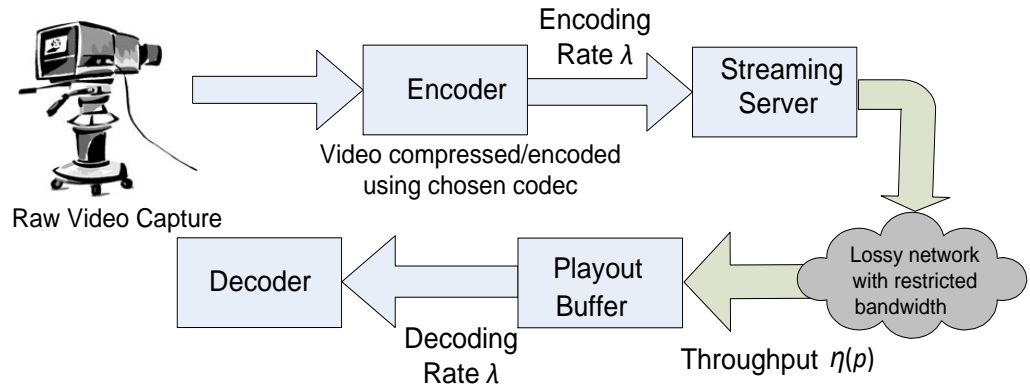 Encoding
Rate λ
Encoder
Streaming
Server
Video compressed/encoded
using chosen codec
Raw Video Capture
Lossy network
with restricted
bandwidth
Playout
Buffer
Decoder
Decoding
Rate λ
Throughput η(p)